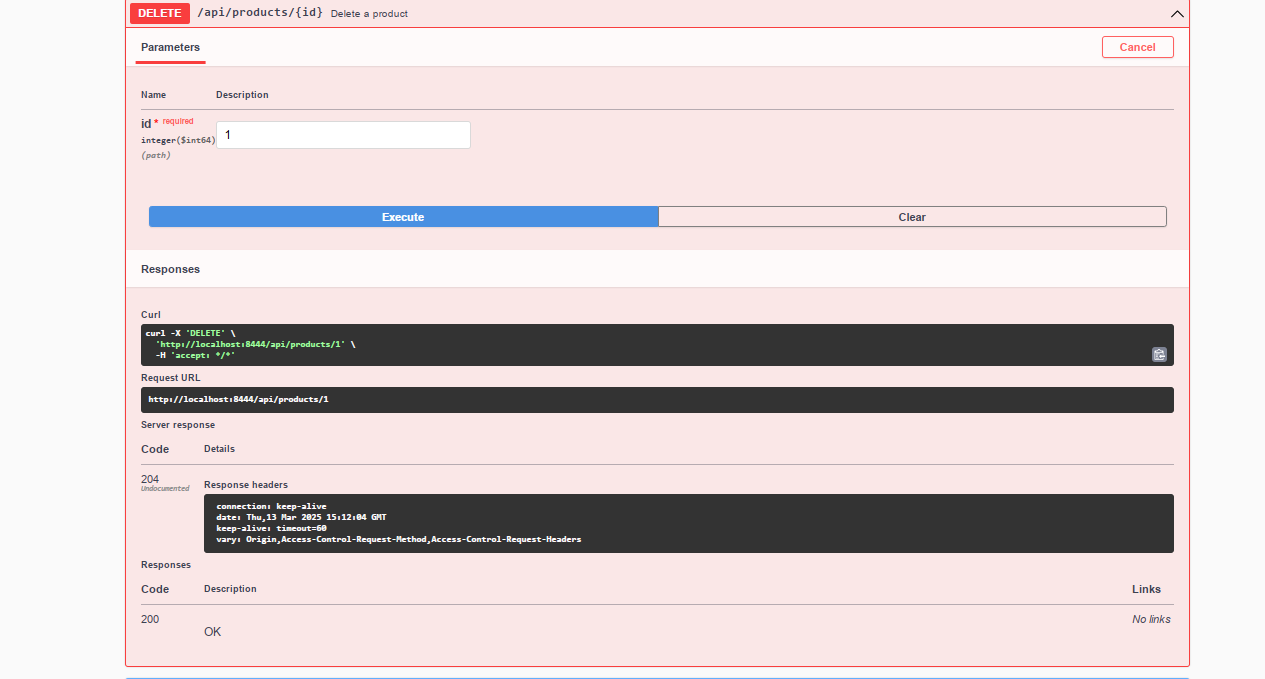 DELETE /api/products/{id} Delete a product
Parameters
Cancel
Name Description
id * required
integer($int64)
(path)
1
Execute Clear
Responses
Curl
curl -X 'DELETE' \
'http://localhost:8444/api/products/1' \
-H 'accept: */*'
Request URL
http://localhost:8444/api/products/1
Server response
Code Details
204
Undocumented
Response headers
connection: keep-alive
date: Thu,13 Mar 2025 15:12:04 GMT
keep-alive: timeout=60
vary: Origin,Access-Control-Request-Method,Access-Control-Request-Headers
Responses
Code Description Links
200 No links
OK